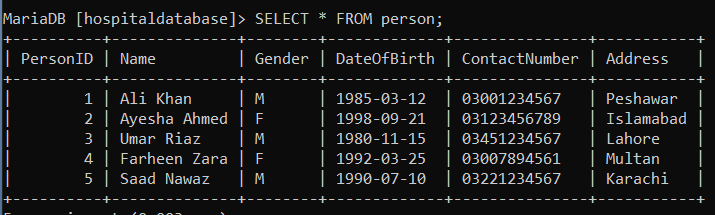 MariaDB [hospitaldatabase]> SELECT * FROM person;
+----------+--------------+--------+-------------+---------------+-----------+
| PersonID | Name         | Gender | DateOfBirth | ContactNumber | Address   |
+----------+--------------+--------+-------------+---------------+-----------+
|        1 | Ali Khan     | M      | 1985-03-12  | 03001234567   | Peshawar  |
|        2 | Ayesha Ahmed | F      | 1998-09-21  | 03123456789   | Islamabad |
|        3 | Umar Riaz    | M      | 1980-11-15  | 03451234567   | Lahore    |
|        4 | Farheen Zara | F      | 1992-03-25  | 03007894561   | Multan    |
|        5 | Saad Nawaz   | M      | 1990-07-10  | 03221234567   | Karachi   |
+----------+--------------+--------+-------------+---------------+-----------+